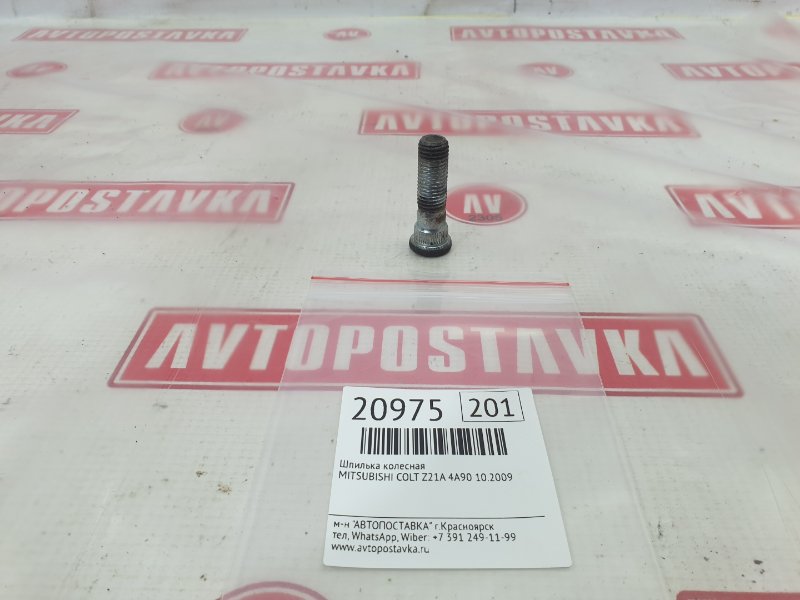 AVTOPOSTAVKA
AVTOPOSTAVKA
AVTOPOSTAVKA
AV
AVTOPOSTAVKA
AVTOPOSTAVKA
AV
AVTOPOSTAVKA
20975 201
Шпилька колесная
MITSUBISHI COLT Z21A 4A90 10.2009
м-н "АВТОПОСТАВКА" г.Красноярск
тел, WhatsApp, Wiber: +7 391 249-11-99
www.avtopostavka.ru